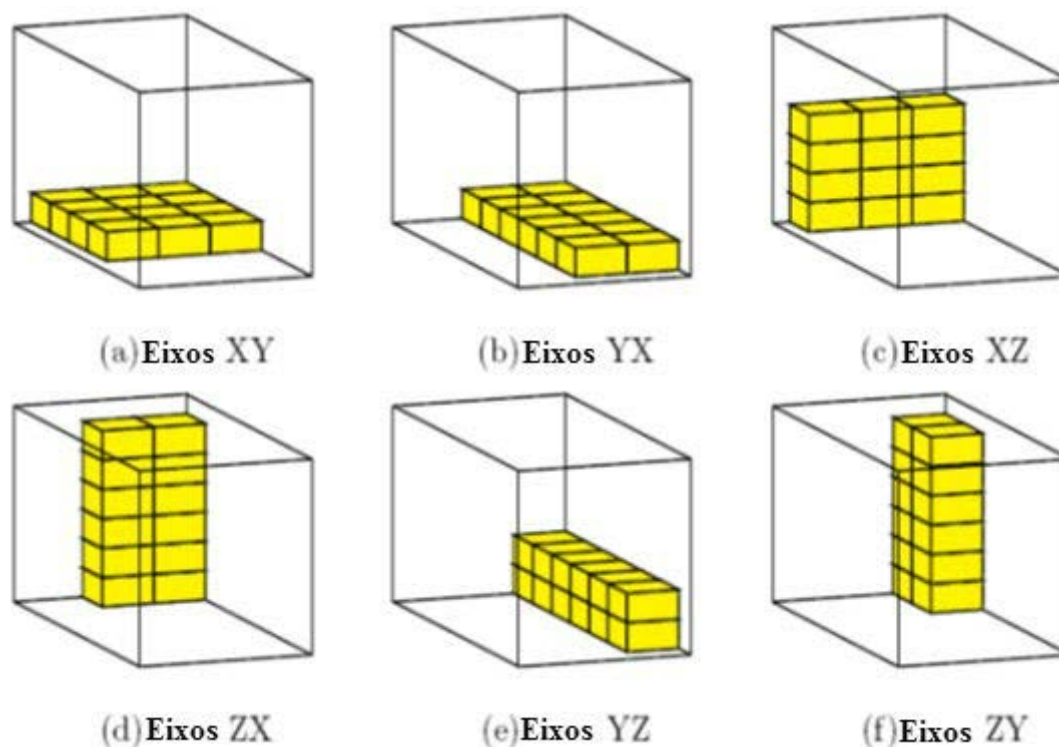 (a) Eixos XY
(b) Eixos YX
(c) Eixos XZ
(d) Eixos ZX
(e) Eixos YZ
(f) Eixos ZY